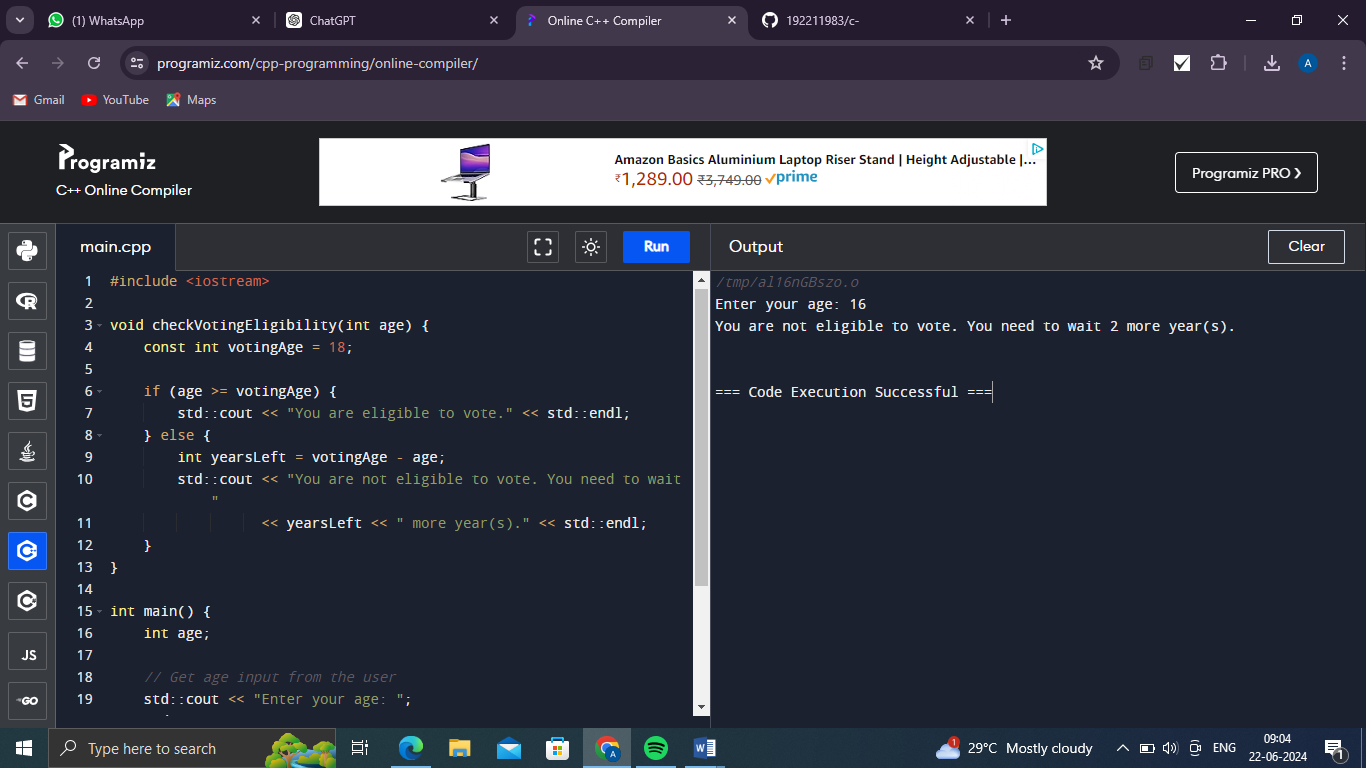 (1) WhatsApp
ChatGPT
Online C++ Compiler
192211983/c-
programiz.com/cpp-programming/online-compiler/
A
Gmail
YouTube
Maps
Programiz
C++ Online Compiler
Amazon Basics Aluminium Laptop Riser Stand | Height Adjustable |...
₹1,289.00 ₹3,749.00 prime
Programiz PRO ❯
main.cpp
Run
Output
Clear
1 #include <iostream>
2
3 void checkVotingEligibility(int age) {
4     const int votingAge = 18;
5
6     if (age >= votingAge) {
7         std::cout << "You are eligible to vote." << std::endl;
8     } else {
9         int yearsLeft = votingAge - age;
10         std::cout << "You are not eligible to vote. You need to wait
"
11                   << yearsLeft << " more year(s)." << std::endl;
12     }
13 }
14
15 int main() {
16     int age;
17
18     // Get age input from the user
19     std::cout << "Enter your age: ";
/tmp/al16nGBszo.o
Enter your age: 16
You are not eligible to vote. You need to wait 2 more year(s).
=== Code Execution Successful ===
JS
GO
Type here to search
A
W
1
29°C Mostly cloudy
ENG
09:04
22-06-2024
1